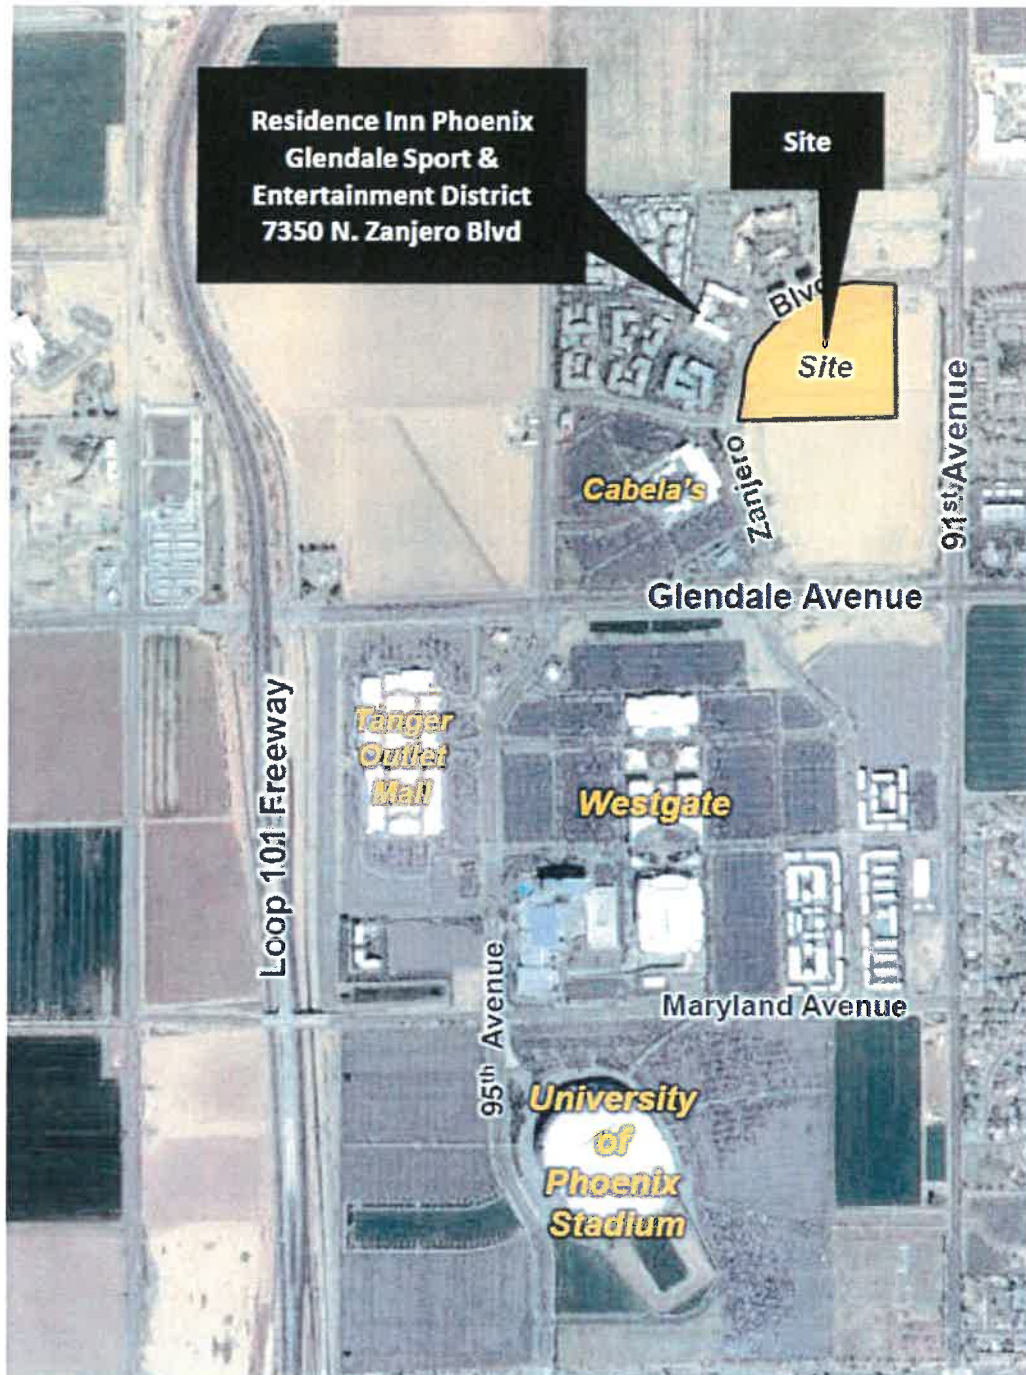 Residence Inn Phoenix
Glendale Sport &
Entertainment District
7350 N. Zanjero Blvd
Site
Blvd
Site
91st Avenue
Cabela's
Zanjero
Glendale Avenue
Loop 101 Freeway
Tanger
Outlet
Mall
Westgate
Maryland Avenue
95th Avenue
University
of
Phoenix
Stadium